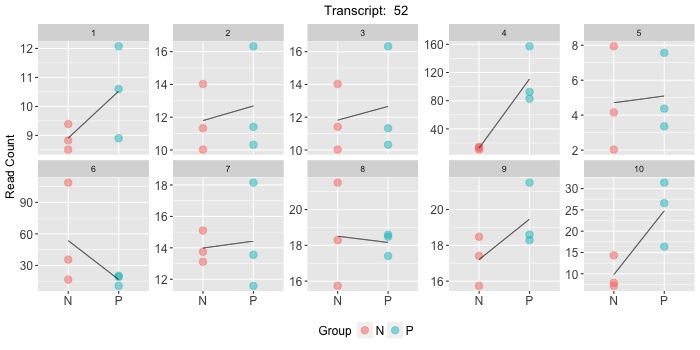 Transcript: 52
1 2 3 4 5
12 11 10 9
16 14 12 10
16 14 12 10
160 120 80 40
8 6 4 2
Read Count
6 7 8 9 10
90 60 30
18 16 14 12
22 20 18 16
20 18 16
30 25 20 15 10
N P N P N P N P N P
Group N P